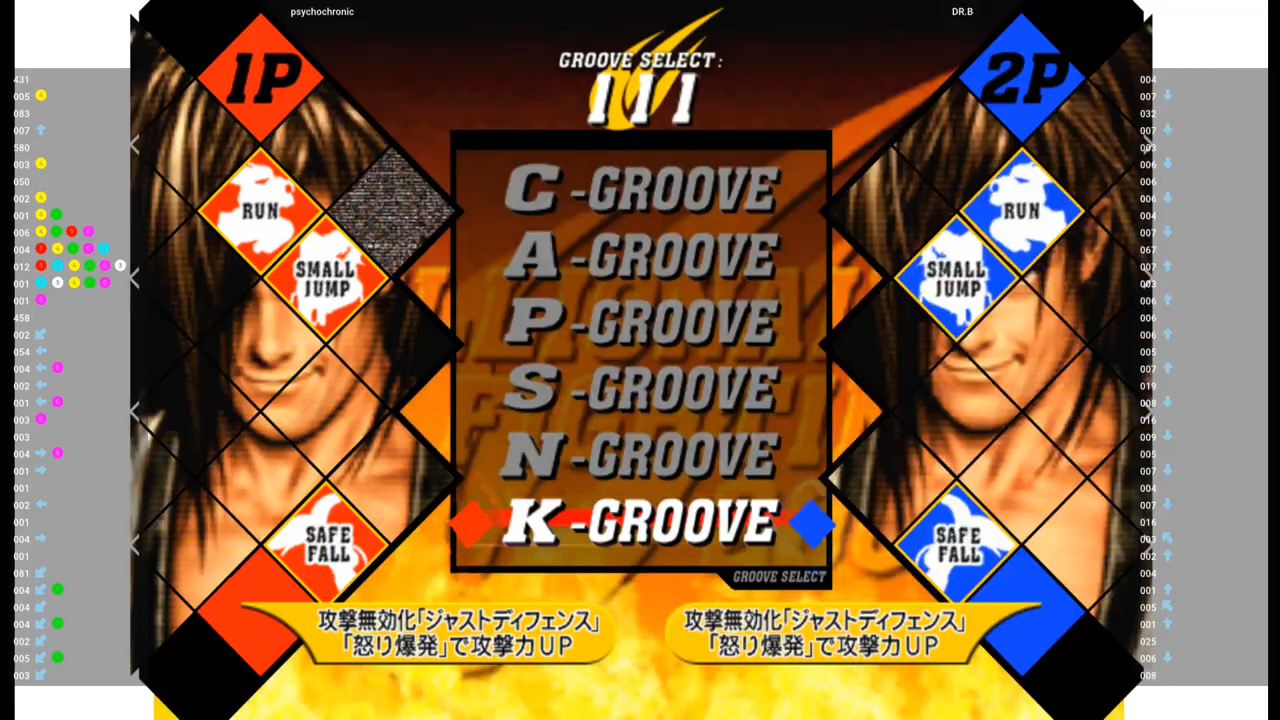 psychochronic
DR.B
1P
GROOVE SELECT:
2P
RUN
SMALL
JUMP
RUN
SMALL
JUMP
C-GROOVE
A-GROOVE
P-GROOVE
S-GROOVE
N-GROOVE
K-GROOVE
GROOVE SELECT
SAFE
FALL
SAFE
FALL
攻撃無効化「ジャストディフェンス」
「怒り爆発」で攻撃力UP
攻撃無効化「ジャストディフェンス」
「怒り爆発」で攻撃力UP
431
005
083
007
580
003
050
002
001
006
004
012
001
001
458
002
054
004
002
001
003
003
004
001
001
002
001
004
001
081
004
004
004
002
005
003
004
007
032
007
003
006
006
006
004
007
067
007
003
006
006
006
005
007
019
008
016
009
005
007
004
007
016
003
002
004
001
005
001
025
006
008